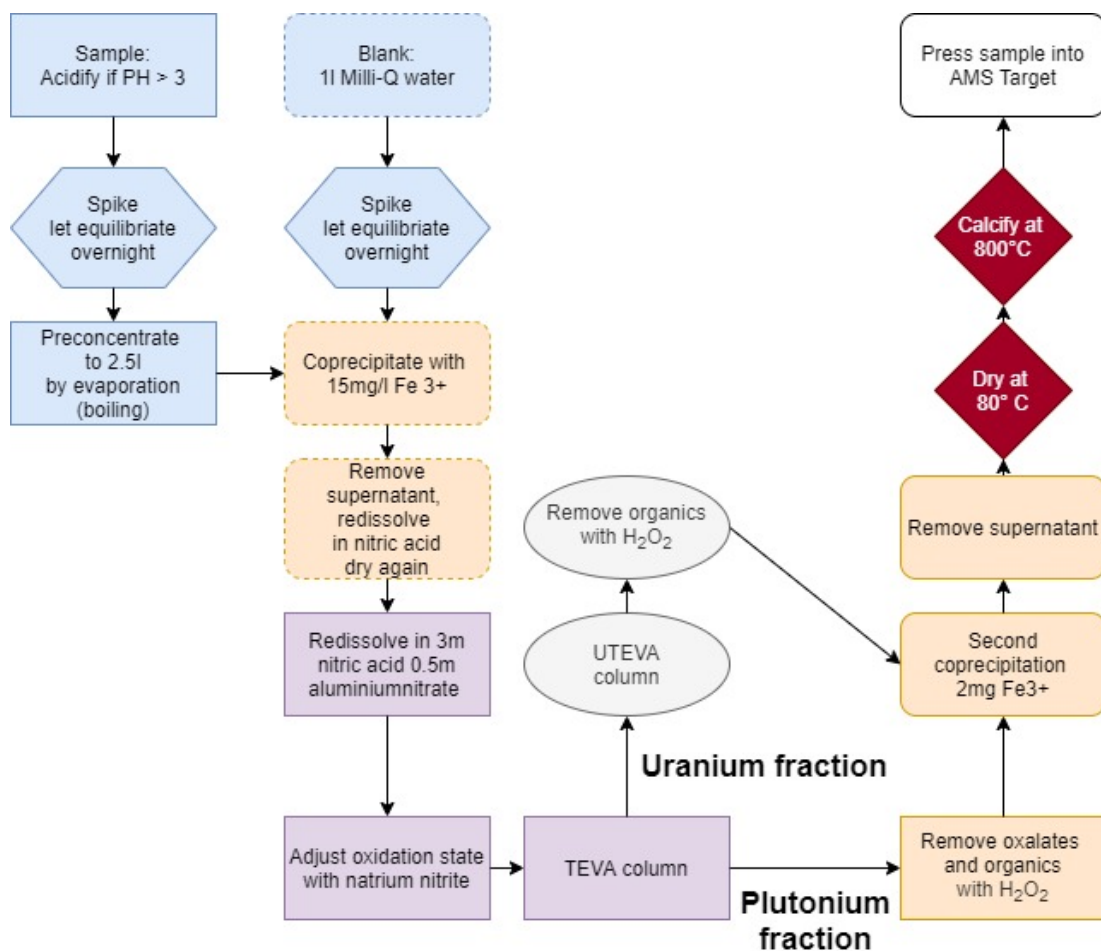 Sample:
Acidify if PH > 3
Blank:
1l Milli-Q water
Press sample into
AMS Target
Spike
let equilibriate
overnight
Spike
let equilibriate
overnight
Calcify at
800°C
Preconcentrate
to 2.5l
by evaporation
(boiling)
Coprecipitate with
15mg/l Fe 3+
Dry at
80° C
Remove
supernatant,
redissolve
in nitric acid
dry again
Remove organics
with H₂O₂
Remove supernatant
Redissolve in 3m
nitric acid 0.5m
aluminiumnitrate
UTEVA
column
Second
coprecipitation
2mg Fe3+
Uranium fraction
Adjust oxidation state
with natrium nitrite
TEVA column
Remove oxalates
and organics
with H₂O₂
Plutonium
fraction